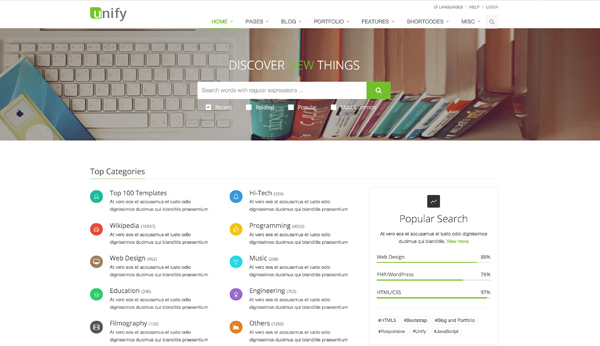 LANGUAGES | HELP | LOGIN
unify
HOME PAGES BLOG PORTFOLIO FEATURES SHORTCODES MISC
DISCOVER NEW THINGS
Search words with regular expressions ...
Recent Related Popular Most Common
Top Categories
Top 100 Templates
At vero eos et accusamus et iusto odio
dignissimos ducimus qui blanditiis praesentium
Hi-Tech
At vero eos et accusamus et iusto odio
dignissimos ducimus qui blanditiis praesentium
Wikipedia
At vero eos et accusamus et iusto odio
dignissimos ducimus qui blanditiis praesentium
Programming
At vero eos et accusamus et iusto odio
dignissimos ducimus qui blanditiis praesentium
Web Design
At vero eos et accusamus et iusto odio
dignissimos ducimus qui blanditiis praesentium
Music
At vero eos et accusamus et iusto odio
dignissimos ducimus qui blanditiis praesentium
Education
At vero eos et accusamus et iusto odio
dignissimos ducimus qui blanditiis praesentium
Engineering
At vero eos et accusamus et iusto odio
dignissimos ducimus qui blanditiis praesentium
Filmography
At vero eos et accusamus et iusto odio
dignissimos ducimus qui blanditiis praesentium
Others
At vero eos et accusamus et iusto odio
dignissimos ducimus qui blanditiis praesentium
Popular Search
At vero eos et accusamus et iusto odio dignissimos
ducimus qui blanditiis. View more
Web Design 88%
PHP/WordPress 76%
HTML/CSS 97%
#HTML5 #Bootstrap #Blog and Portfolio
#Responsive #Unify #JavaScript